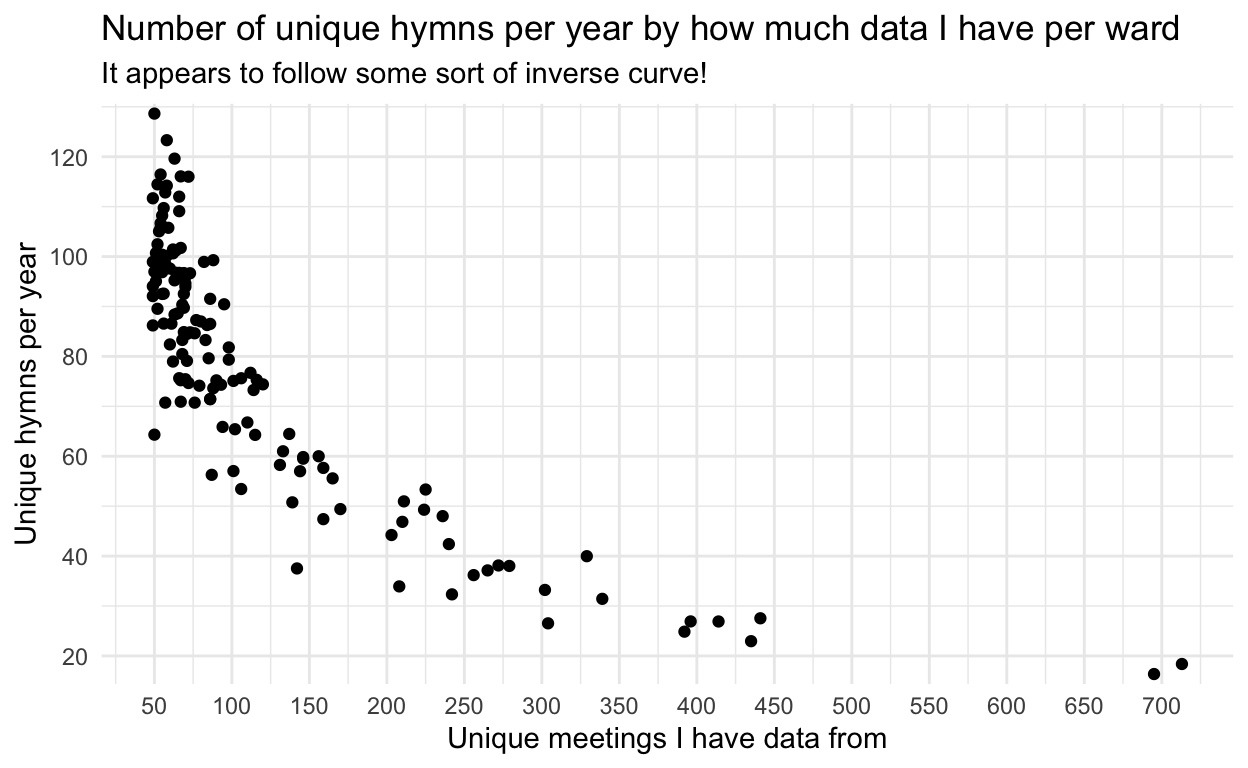 Number of unique hymns per year by how much data I have per ward
It appears to follow some sort of inverse curve!
Unique hymns per year
120
100
80
60
40
20
50 100 150 200 250 300 350 400 450 500 550 600 650 700
Unique meetings I have data from